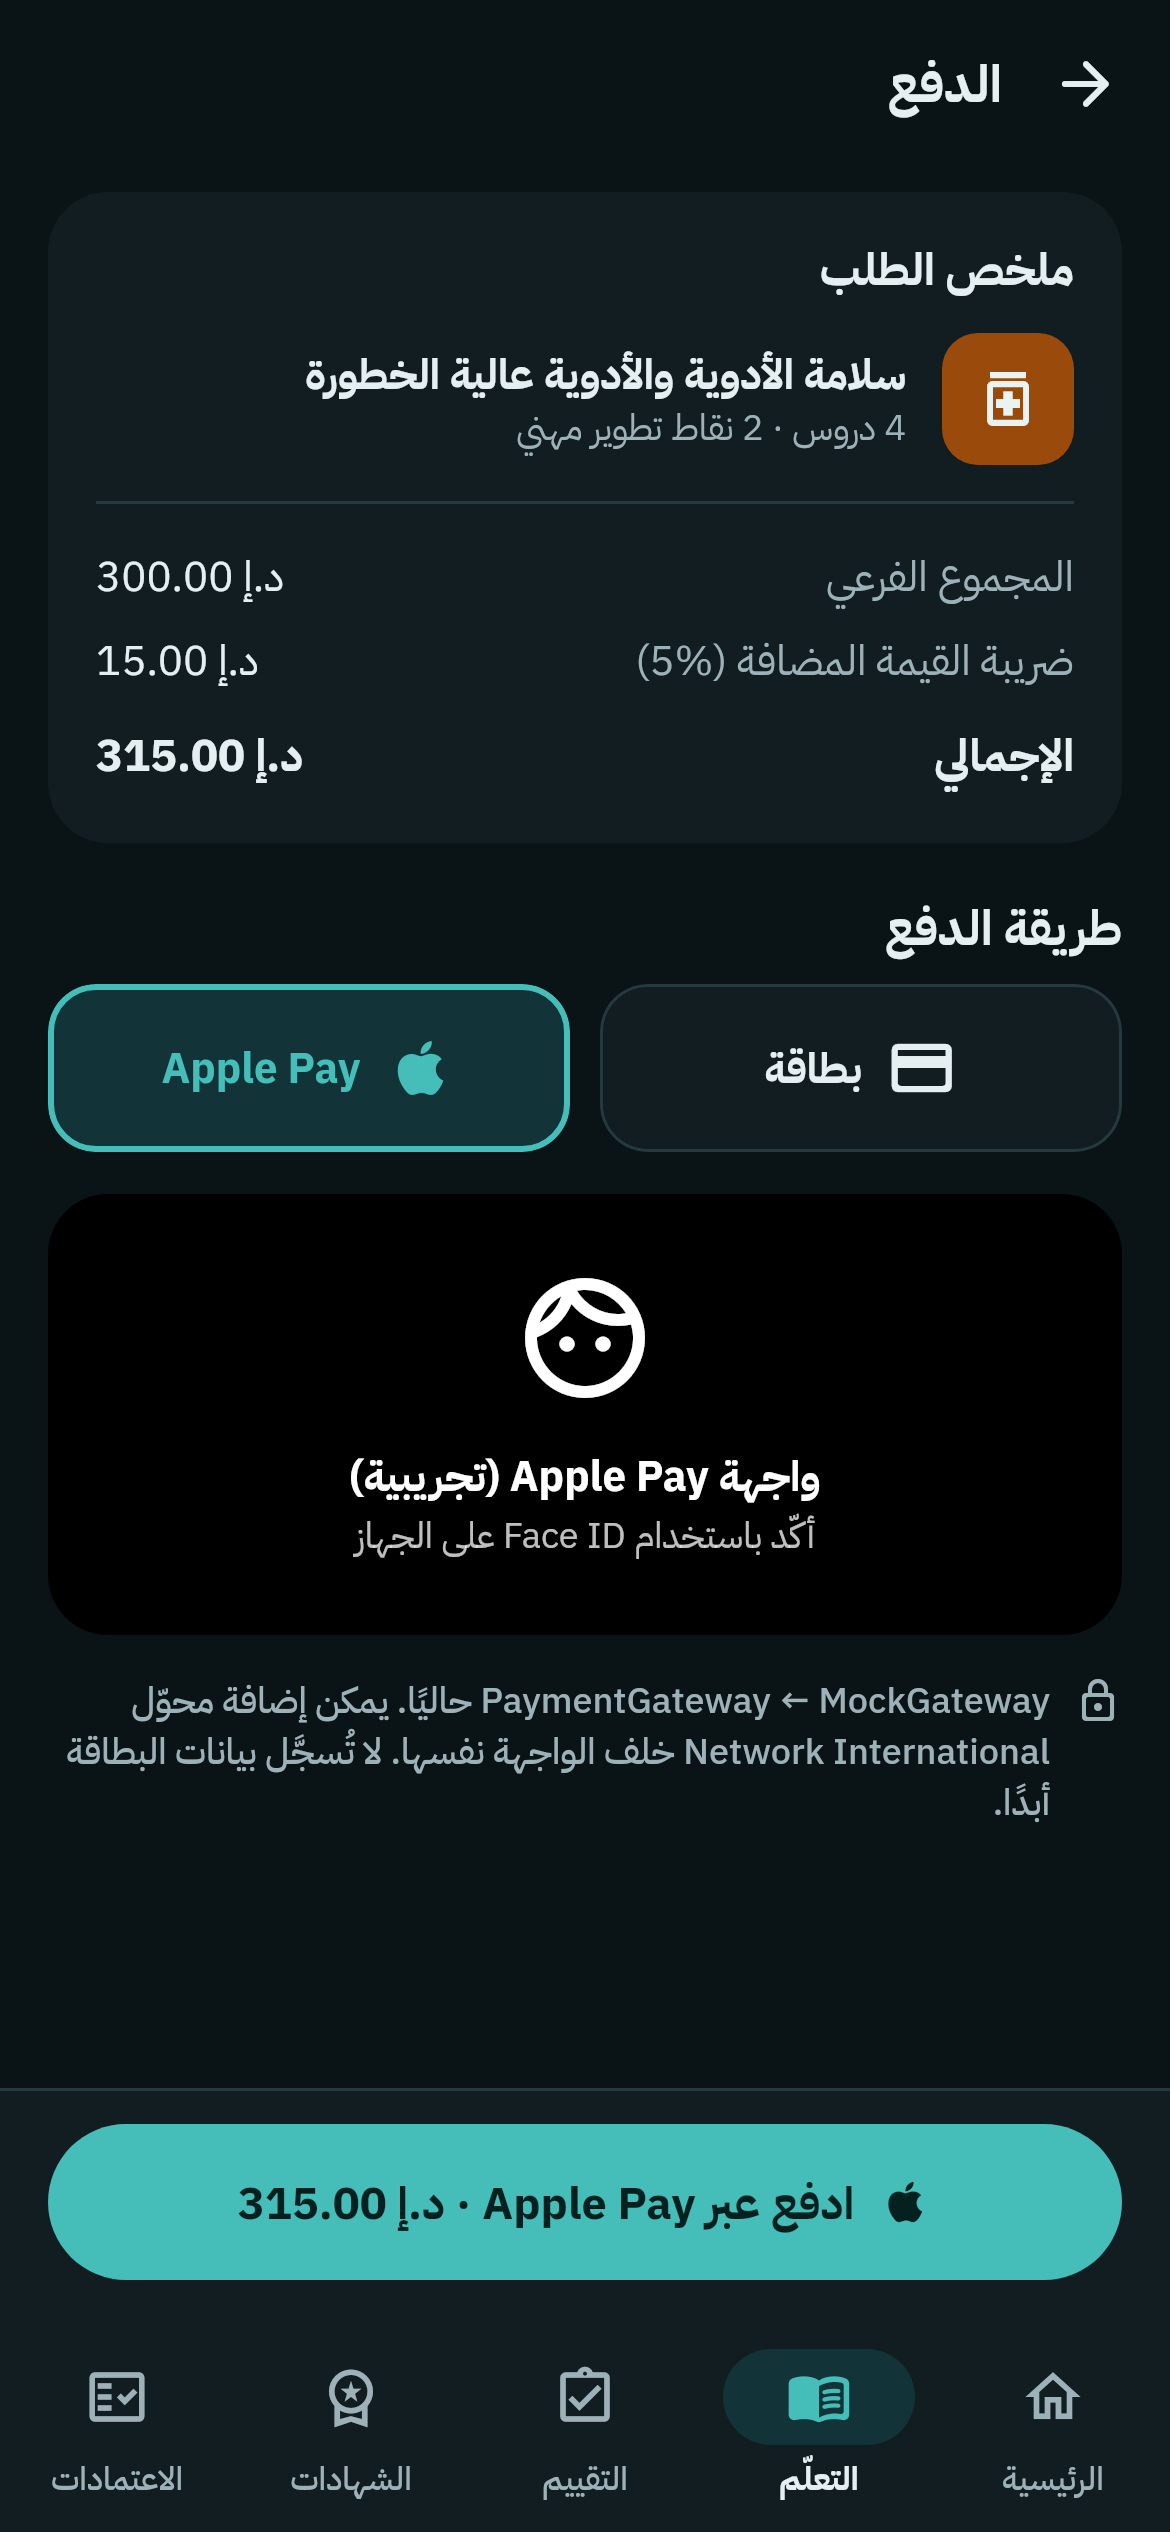 الدفع
ملخص الطلب
سلامة الأدوية والأدوية عالية الخطورة
4 دروس · 2 نقاط تطوير مهني
المجموع الفرعي د.إ 300.00
ضريبة القيمة المضافة (5%) د.إ 15.00
الإجمالي د.إ 315.00
طريقة الدفع
بطاقة
Apple Pay
واجهة Apple Pay (تجريبية)
أكّد باستخدام Face ID على الجهاز
PaymentGateway ← MockGateway حاليًا. يمكن إضافة محوّل
Network International خلف الواجهة نفسها. لا تُسجَّل بيانات البطاقة
أبدًا.
ادفع عبر Apple Pay · د.إ 315.00
الرئيسية
التعلّم
التقييم
الشهادات
الاعتمادات